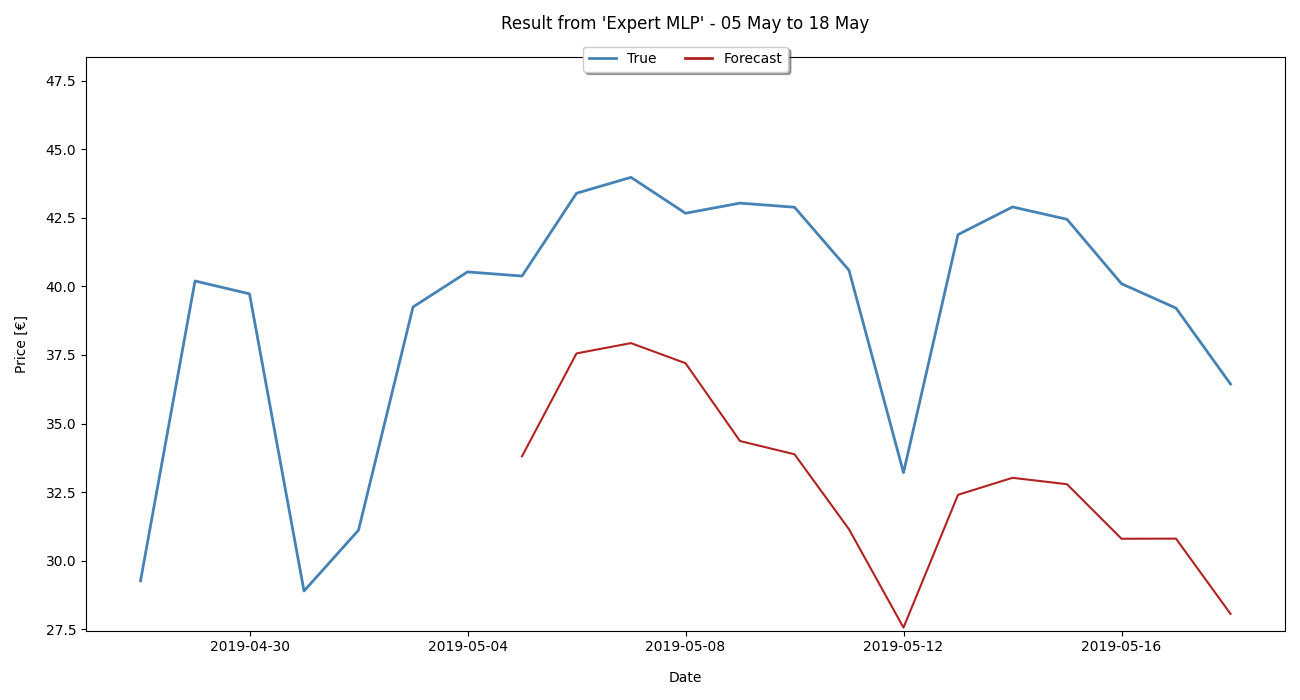 Result from 'Expert MLP' - 05 May to 18 May
True
Forecast
47.5
45.0
42.5
40.0
37.5
35.0
32.5
30.0
27.5
Price [€]
2019-04-30
2019-05-04
2019-05-08
2019-05-12
2019-05-16
Date